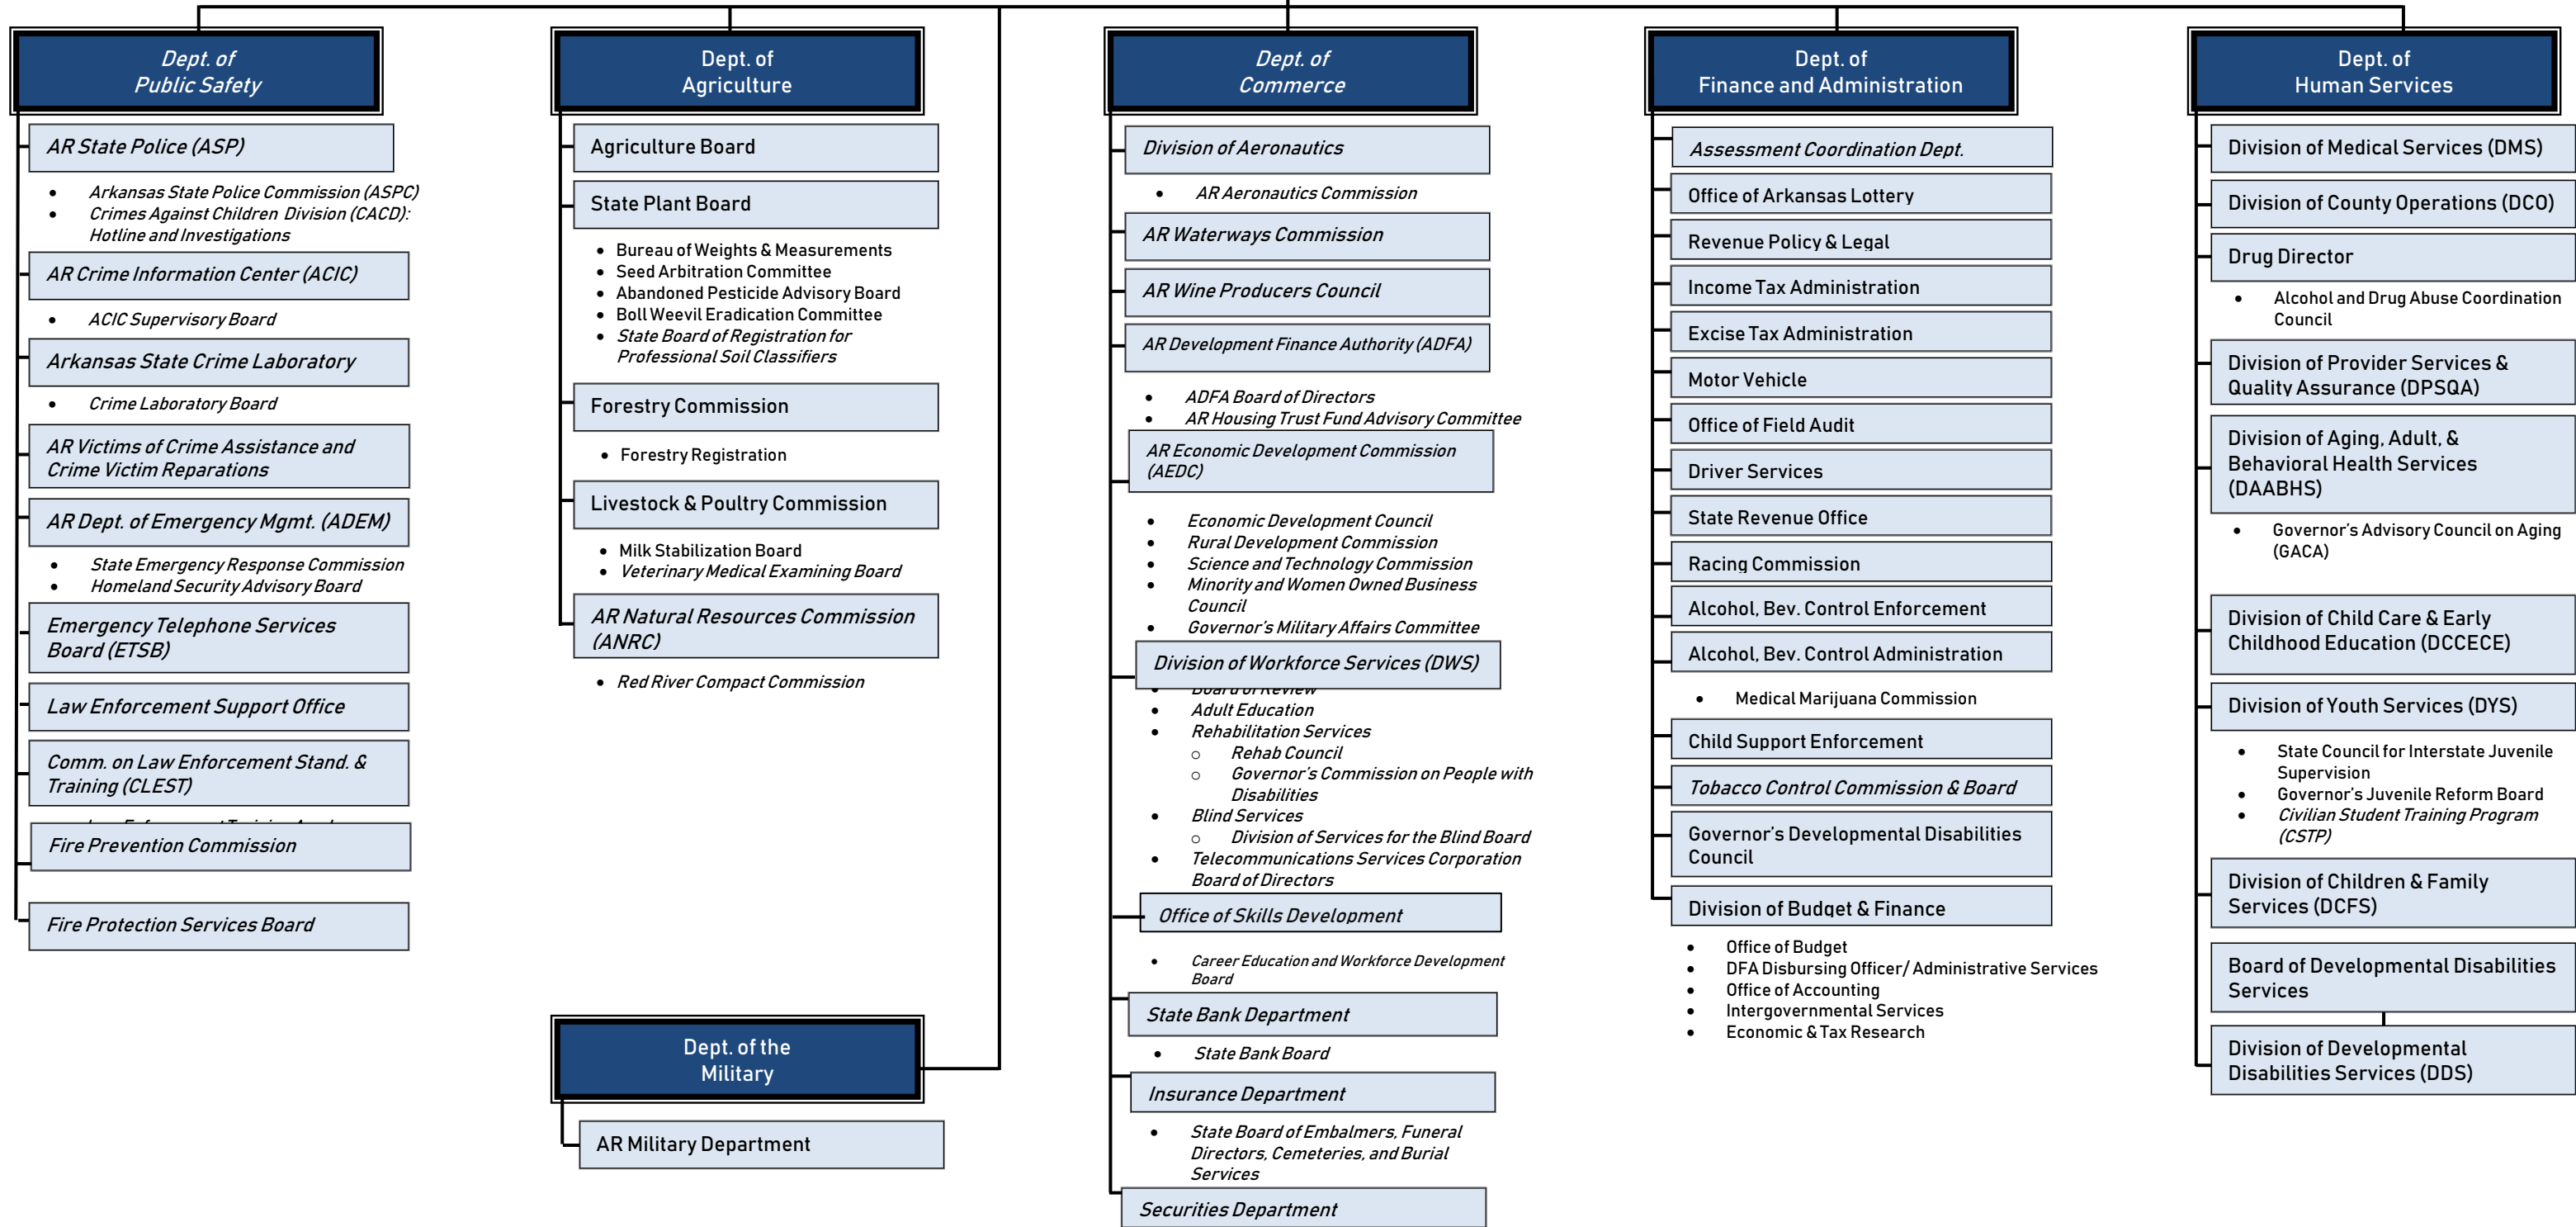 Dept. of
Public Safety
AR State Police (ASP)
Arkansas State Police Commission (ASPC)
Crimes Against Children Division (CACD):
Hotline and Investigations
AR Crime Information Center (ACIC)
ACIC Supervisory Board
Arkansas State Crime Laboratory
Crime Laboratory Board
AR Victims of Crime Assistance and
Crime Victim Reparations
AR Dept. of Emergency Mgmt. (ADEM)
State Emergency Response Commission
Homeland Security Advisory Board
Emergency Telephone Services
Board (ETSB)
Law Enforcement Support Office
Comm. on Law Enforcement Stand. &
Training (CLEST)
Fire Prevention Commission
Fire Protection Services Board
Dept. of
Agriculture
Agriculture Board
State Plant Board
Bureau of Weights & Measurements
Seed Arbitration Committee
Abandoned Pesticide Advisory Board
Boll Weevil Eradication Committee
State Board of Registration for
Professional Soil Classifiers
Forestry Commission
Forestry Registration
Livestock & Poultry Commission
Milk Stabilization Board
Veterinary Medical Examining Board
AR Natural Resources Commission
(ANRC)
Red River Compact Commission
Dept. of the
Military
AR Military Department
Dept. of
Commerce
Division of Aeronautics
AR Aeronautics Commission
AR Waterways Commission
AR Wine Producers Council
AR Development Finance Authority (ADFA)
ADFA Board of Directors
AR Housing Trust Fund Advisory Committee
AR Economic Development Commission
(AEDC)
Economic Development Council
Rural Development Commission
Science and Technology Commission
Minority and Women Owned Business
Council
Governor's Military Affairs Committee
Division of Workforce Services (DWS)
Board of Review
Adult Education
Rehabilitation Services
Rehab Council
Governor's Commission on People with
Disabilities
Blind Services
Division of Services for the Blind Board
Telecommunications Services Corporation
Board of Directors
Office of Skills Development
Career Education and Workforce Development
Board
State Bank Department
State Bank Board
Insurance Department
State Board of Embalmers, Funeral
Directors, Cemeteries, and Burial
Services
Securities Department
Dept. of
Finance and Administration
Assessment Coordination Dept.
Office of Arkansas Lottery
Revenue Policy & Legal
Income Tax Administration
Excise Tax Administration
Motor Vehicle
Office of Field Audit
Driver Services
State Revenue Office
Racing Commission
Alcohol, Bev. Control Enforcement
Alcohol, Bev. Control Administration
Medical Marijuana Commission
Child Support Enforcement
Tobacco Control Commission & Board
Governor's Developmental Disabilities
Council
Division of Budget & Finance
Office of Budget
DFA Disbursing Officer/ Administrative Services
Office of Accounting
Intergovernmental Services
Economic & Tax Research
Dept. of
Human Services
Division of Medical Services (DMS)
Division of County Operations (DCO)
Drug Director
Alcohol and Drug Abuse Coordination
Council
Division of Provider Services &
Quality Assurance (DPSQA)
Division of Aging, Adult, &
Behavioral Health Services
(DAABHS)
Governor's Advisory Council on Aging
(GACA)
Division of Child Care & Early
Childhood Education (DCCECE)
Division of Youth Services (DYS)
State Council for Interstate Juvenile
Supervision
Governor's Juvenile Reform Board
Civilian Student Training Program
(CSTP)
Division of Children & Family
Services (DCFS)
Board of Developmental Disabilities
Services
Division of Developmental
Disabilities Services (DDS)